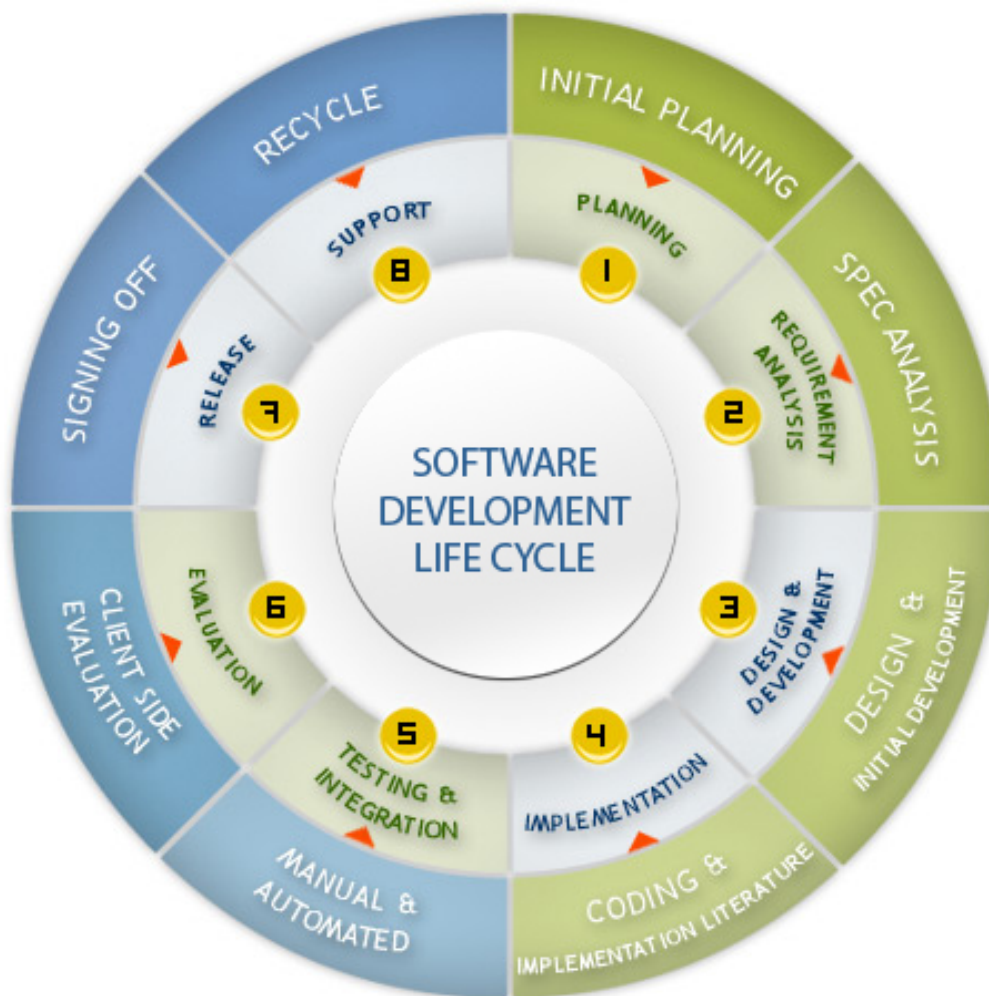 SOFTWARE
DEVELOPMENT
LIFE CYCLE
INITIAL PLANNING
PLANNING
1
SPEC ANALYSIS
REQUIREMENT
ANALYSIS
2
DESIGN &
INITIAL DEVELOPMENT
DESIGN &
DEVELOPMENT
3
CODING &
IMPLEMENTATION LITERATURE
IMPLEMENTATION
4
MANUAL &
AUTOMATED
TESTING &
INTEGRATION
5
CLIENT SIDE
EVALUATION
EVALUATION
6
SIGNING OFF
RELEASE
7
RECYCLE
SUPPORT
8